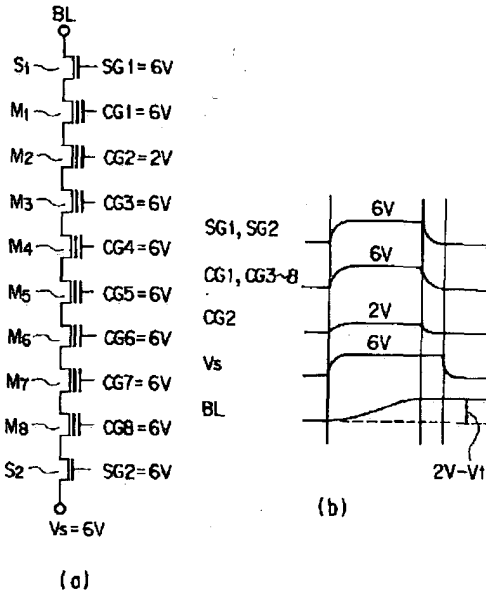 BL
S1 SG1=6V
M1 CG1=6V
M2 CG2=2V
M3 CG3=6V
M4 CG4=6V
M5 CG5=6V
M6 CG6=6V
M7 CG7=6V
M8 CG8=6V
S2 SG2=6V
Vs=6V
(a)
6V
SG1, SG2
6V
CG1, CG3~8
2V
CG2
6V
Vs
BL
2V-Vt
(b)